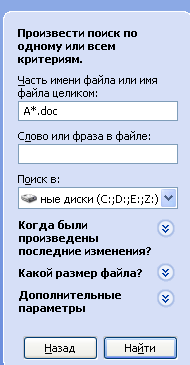 Произвести поиск по
одному или всем
критериям.
Часть имени файла или имя
файла целиком:
A*.doc
Слово или фраза в файле:
Поиск в:
ные диски (C:;D:;E:;Z:)
Когда были
произведены
последние изменения?
Какой размер файла?
Дополнительные
параметры
Назад
Найти